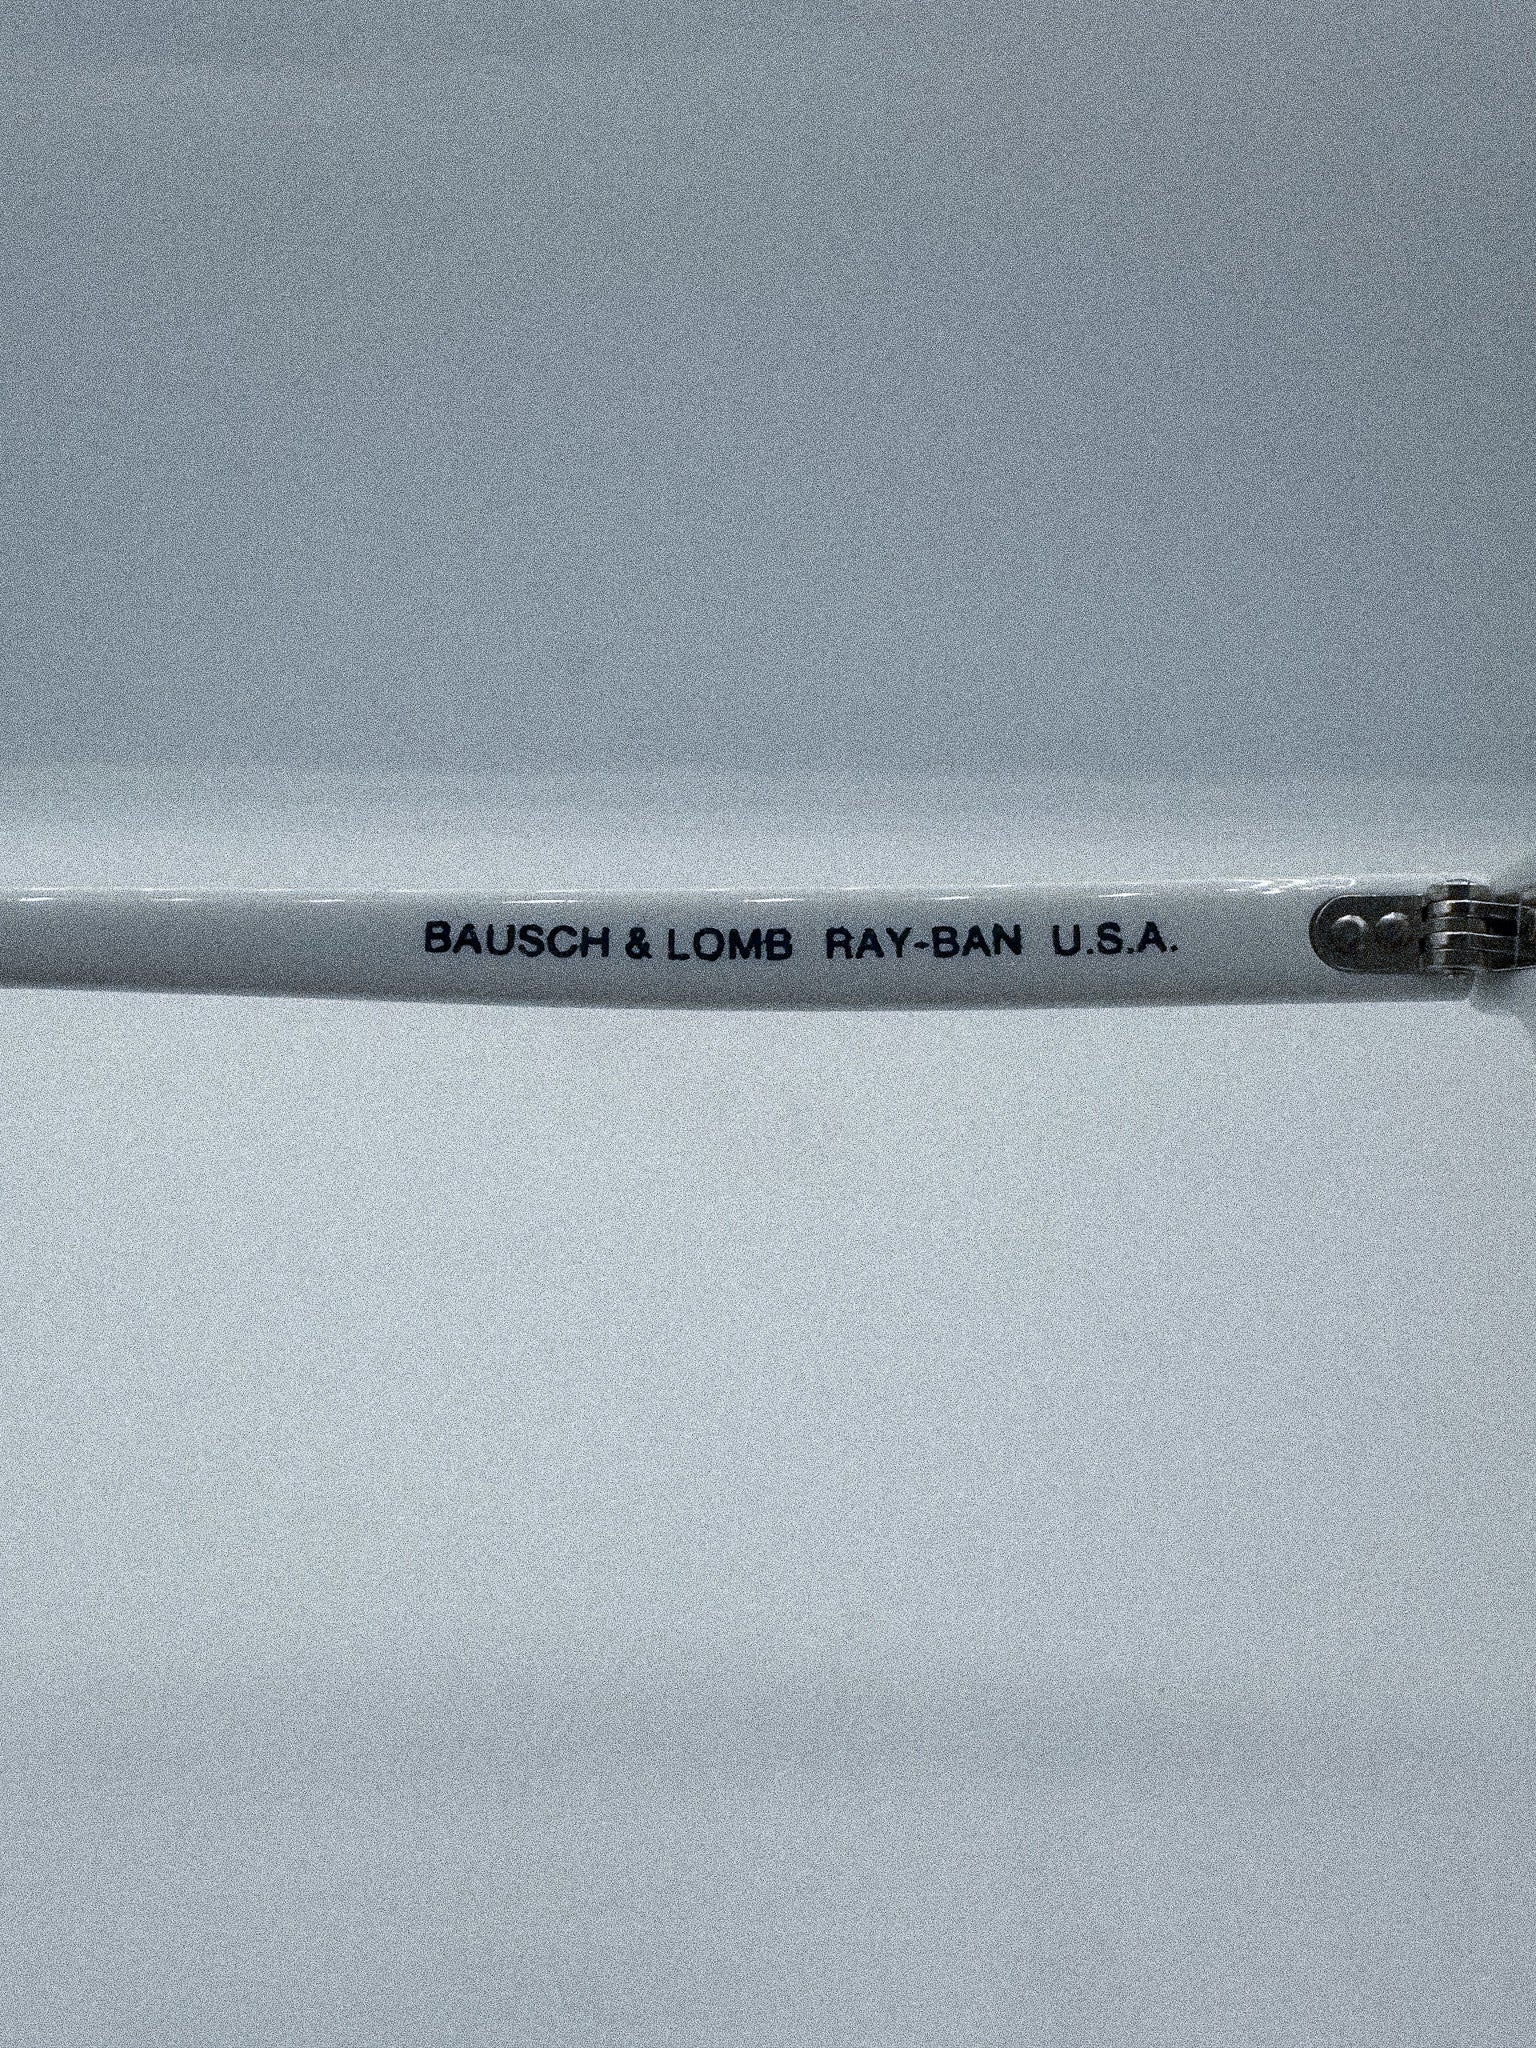 BAUSCH & LOMB RAY-BAN U.S.A.